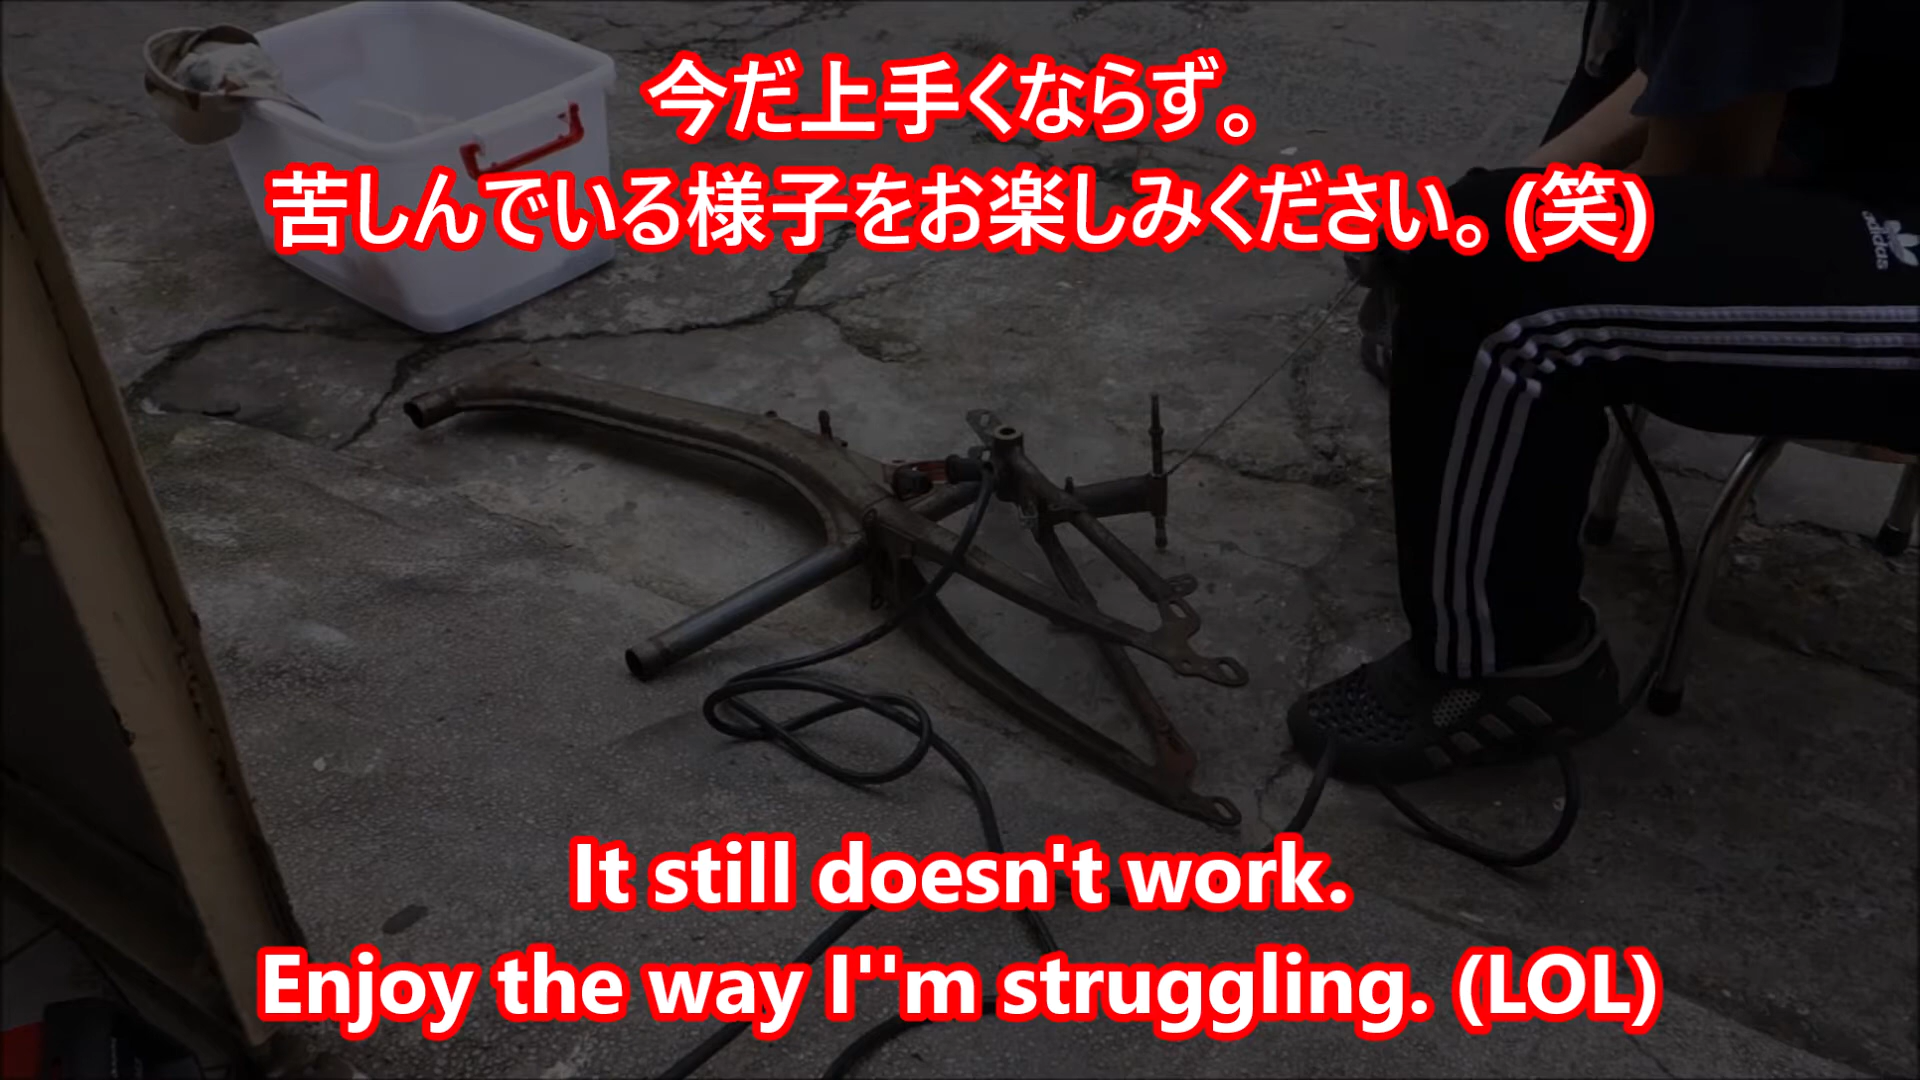 今だ上手くならず。
苦しんでいる様子をお楽しみください。(笑)
adidas
It still doesn't work.
Enjoy the way I''m struggling. (LOL)